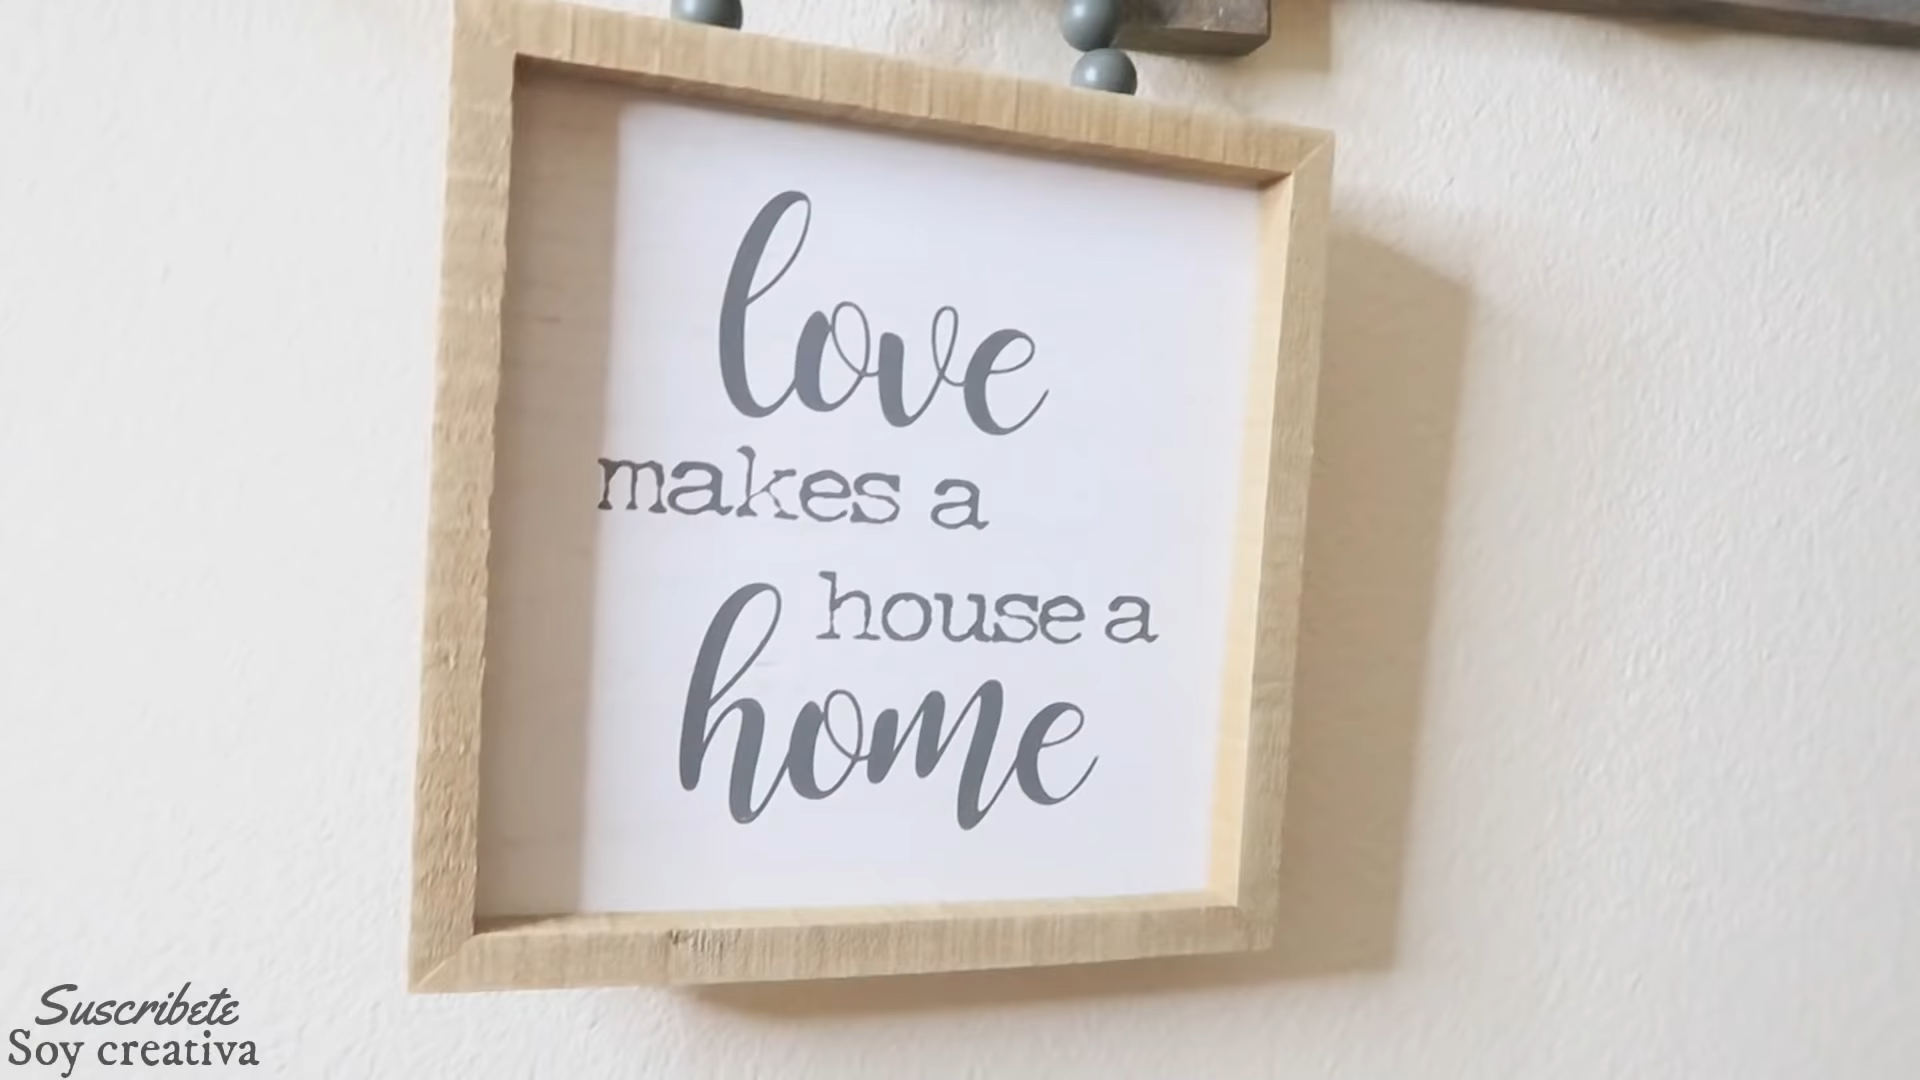 love
makes a
house a
home
Suscribete
Soy creativa